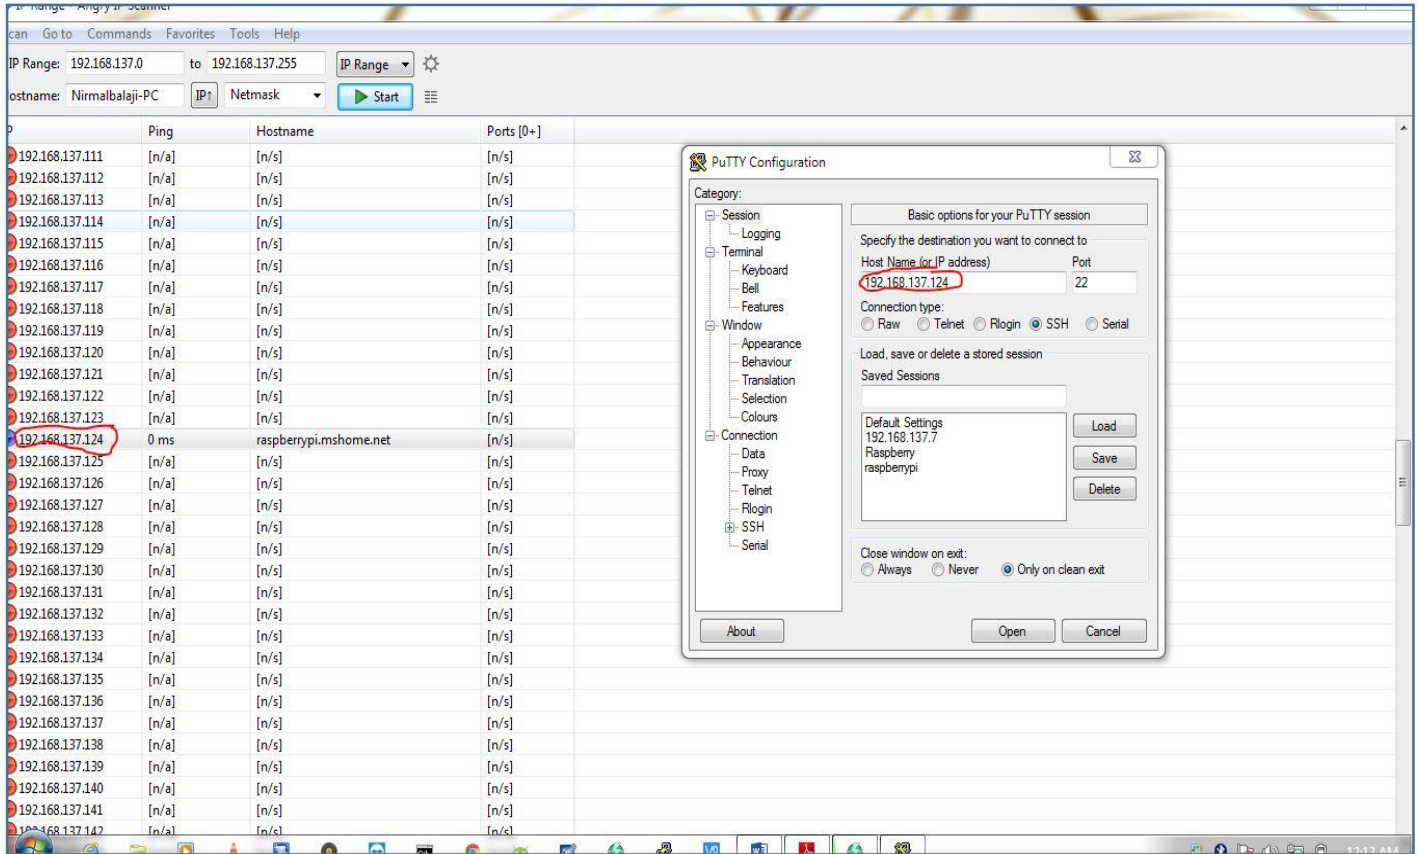 IP Range - Angry IP Scanner
can Go to Commands Favorites Tools Help
IP Range: 192.168.137.0 to 192.168.137.255 IP Range
ostname: Nirmalbalaji-PC IP↑ Netmask Start
P Ping Hostname Ports [0+]
192.168.137.111 [n/a] [n/s] [n/s]
192.168.137.112 [n/a] [n/s] [n/s]
192.168.137.113 [n/a] [n/s] [n/s]
192.168.137.114 [n/a] [n/s] [n/s]
192.168.137.115 [n/a] [n/s] [n/s]
192.168.137.116 [n/a] [n/s] [n/s]
192.168.137.117 [n/a] [n/s] [n/s]
192.168.137.118 [n/a] [n/s] [n/s]
192.168.137.119 [n/a] [n/s] [n/s]
192.168.137.120 [n/a] [n/s] [n/s]
192.168.137.121 [n/a] [n/s] [n/s]
192.168.137.122 [n/a] [n/s] [n/s]
192.168.137.123 [n/a] [n/s] [n/s]
192.168.137.124 0 ms raspberrypi.mshome.net [n/s]
192.168.137.125 [n/a] [n/s] [n/s]
192.168.137.126 [n/a] [n/s] [n/s]
192.168.137.127 [n/a] [n/s] [n/s]
192.168.137.128 [n/a] [n/s] [n/s]
192.168.137.129 [n/a] [n/s] [n/s]
192.168.137.130 [n/a] [n/s] [n/s]
192.168.137.131 [n/a] [n/s] [n/s]
192.168.137.132 [n/a] [n/s] [n/s]
192.168.137.133 [n/a] [n/s] [n/s]
192.168.137.134 [n/a] [n/s] [n/s]
192.168.137.135 [n/a] [n/s] [n/s]
192.168.137.136 [n/a] [n/s] [n/s]
192.168.137.137 [n/a] [n/s] [n/s]
192.168.137.138 [n/a] [n/s] [n/s]
192.168.137.139 [n/a] [n/s] [n/s]
192.168.137.140 [n/a] [n/s] [n/s]
192.168.137.141 [n/a] [n/s] [n/s]
192.168.137.142 [n/a] [n/s] [n/s]
PuTTY Configuration
Category:
Session
Logging
Terminal
Keyboard
Bell
Features
Window
Appearance
Behaviour
Translation
Selection
Colours
Connection
Data
Proxy
Telnet
Rlogin
SSH
Serial
Basic options for your PuTTY session
Specify the destination you want to connect to
Host Name (or IP address) Port
192.168.137.124 22
Connection type:
Raw Telnet Rlogin SSH Serial
Load, save or delete a stored session
Saved Sessions
Default Settings
192.168.137.7
Raspberry
raspberrypi
Load
Save
Delete
Close window on exit:
Always Never Only on clean exit
About Open Cancel
12:13 AM